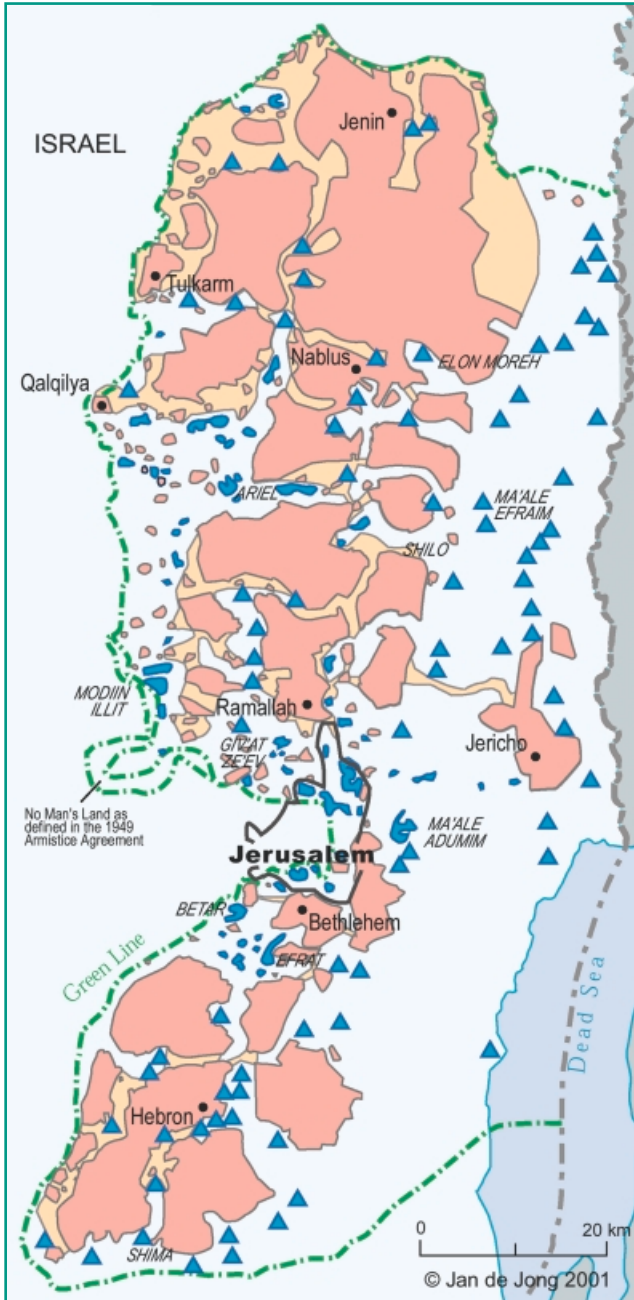 ISRAEL
Jenin
Tulkarm
Nablus
ELON MOREH
Qalqilya
ARIEL
MA'ALE
EFRAIM
SHILO
MODIIN
ILLIT
Ramallah
GIV'AT
ZE'EV
Jericho
No Man's Land as
defined in the 1949
Armistice Agreement
MA'ALE
ADUMIM
Jerusalem
BETAR
Bethlehem
EFRAT
Green Line
Dead Sea
Hebron
SHIMA
0 20 km
© Jan de Jong 2001